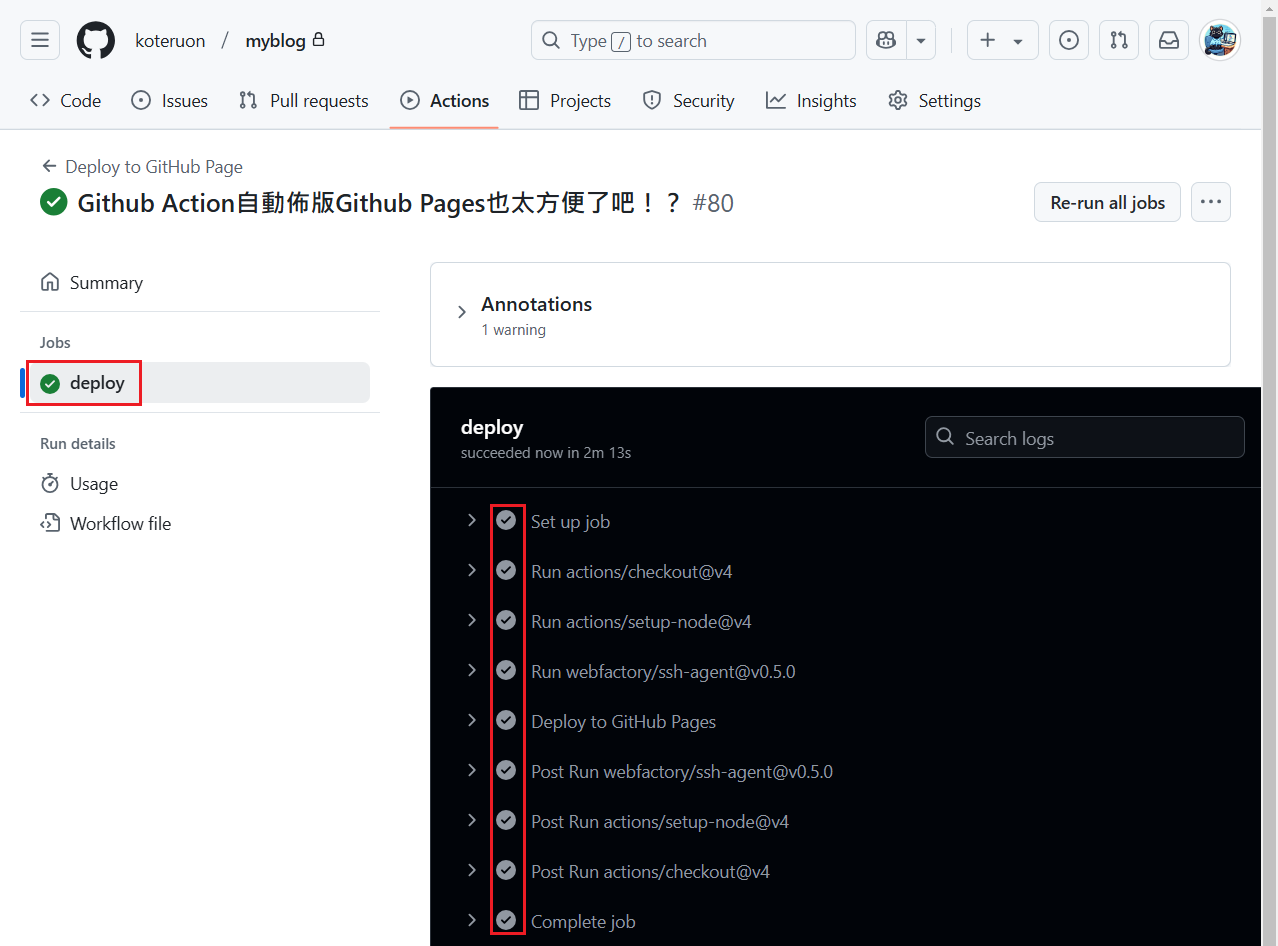 koteruon / myblog
Type / to search
Code Issues Pull requests Actions Projects Security Insights Settings
Deploy to GitHub Page
Github Action自動佈版Github Pages也太方便了吧！？ #80
Re-run all jobs
Summary
Jobs
deploy
Run details
Usage
Workflow file
Annotations
1 warning
deploy
succeeded now in 2m 13s
Search logs
Set up job
Run actions/checkout@v4
Run actions/setup-node@v4
Run webfactory/ssh-agent@v0.5.0
Deploy to GitHub Pages
Post Run webfactory/ssh-agent@v0.5.0
Post Run actions/setup-node@v4
Post Run actions/checkout@v4
Complete job